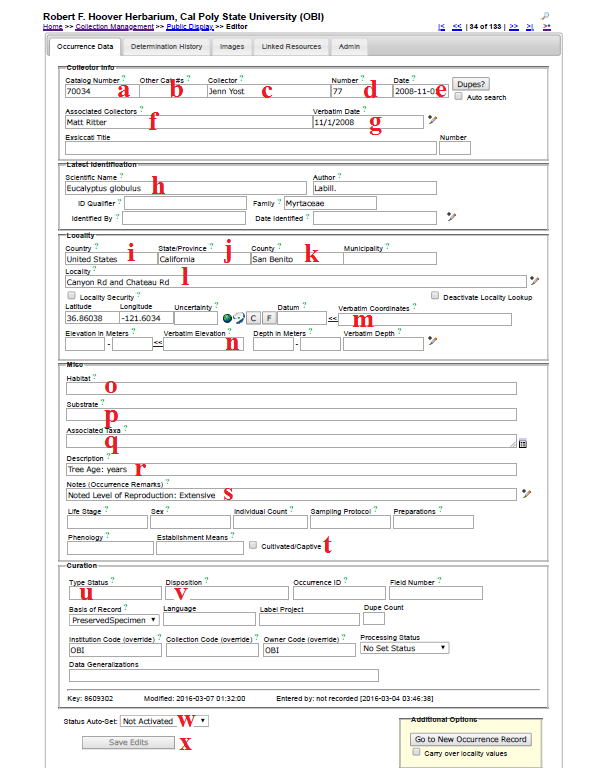 Robert F. Hoover Herbarium, Cal Poly State University (OBI)
Home >> Collection Management >> Public Display >> Editor
|< << | 34 of 133 | >> >| >*
Occurrence Data Determination History Images Linked Resources Admin
Collector Info
Catalog Number ? Other Cat. #s ? Collector ? Number ? Date ? Dupes?
70034 a b Jenn Yost c 77 d 2008-11-01 e
Auto search
Associated Collectors ? Verbatim Date ?
Matt Ritter f 11/1/2008 g
Exsiccati Title Number
Latest Identification
Scientific Name ? Author ?
Eucalyptus globulus h Labill.
ID Qualifier ? Family ? Myrtaceae
Identified By ? Date Identified ?
Locality
Country ? State/Province ? County ? Municipality ?
United States i California j San Benito k
Locality ?
Canyon Rd and Chateau Rd l
Locality Security ? Deactivate Locality Lookup
Latitude Longitude Uncertainty ? Datum ? Verbatim Coordinates ?
36.86038 -121.6034 C F << m
Elevation in Meters ? Verbatim Elevation ? Depth in Meters ? Verbatim Depth ?
- << n -
Misc
Habitat ? o
Substrate ?
p
Associated Taxa ?
q
Description ?
Tree Age: years r
Notes (Occurrence Remarks) ?
Noted Level of Reproduction: Extensive s
Life Stage ? Sex ? Individual Count ? Sampling Protocol ? Preparations ?
Phenology ? Establishment Means ?
Cultivated/Captive ? t
Curation
Type Status ? Disposition ? Occurrence ID ? Field Number ?
u v
Basis of Record ? Language Label Project Dupe Count
PreservedSpecimen
Institution Code (override) ? Collection Code (override) ? Owner Code (override) ? Processing Status ?
OBI OBI No Set Status
Data Generalizations
Key: 8609302 Modified: 2016-03-07 01:32:00 Entered by: not recorded [2016-03-04 03:46:38]
Status Auto-Set: Not Activated w
Save Edits x
Additional Options
Go to New Occurrence Record
Carry over locality values